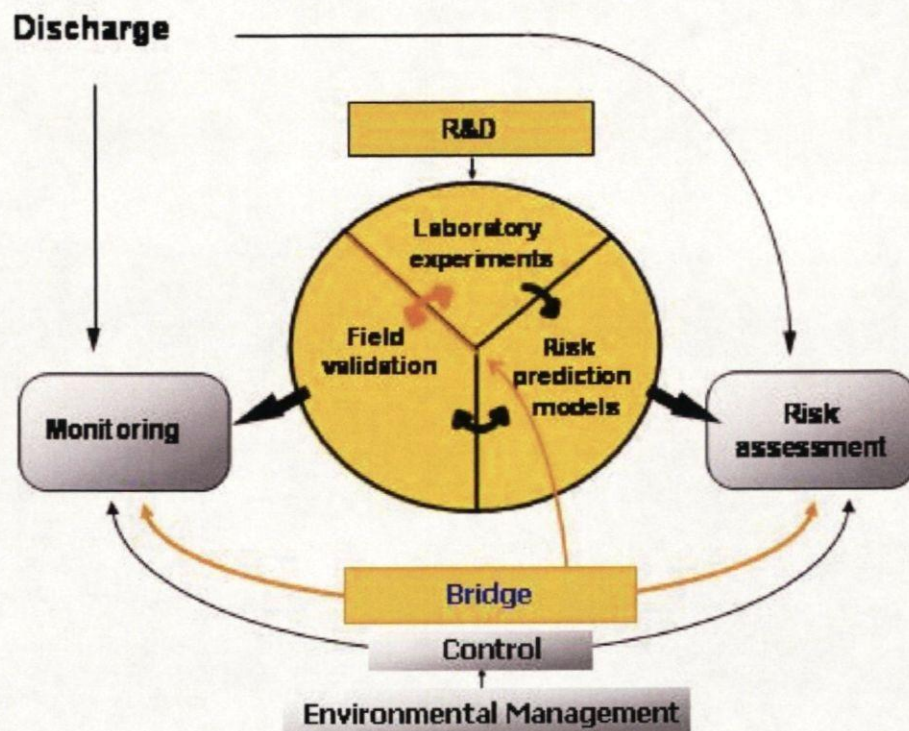 Discharge
R&D
Laboratory
experiments
Field
validation
Risk
prediction
models
Monitoring
Risk
assessment
Bridge
Control
Environmental Management